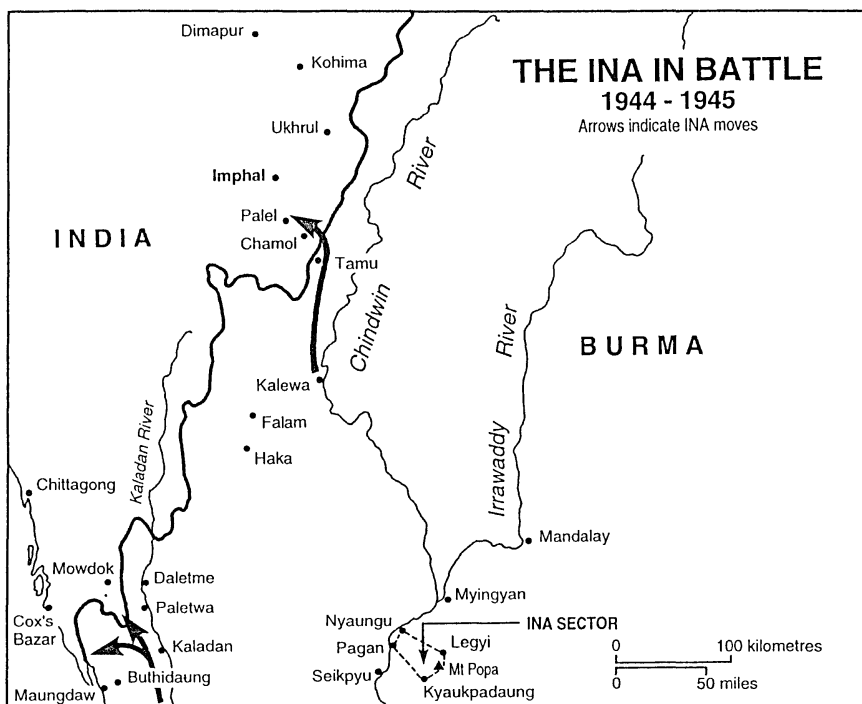 Dimapur
Kohima
THE INA IN BATTLE
1944 - 1945
Arrows indicate INA moves
Ukhrul
River
Imphal
Palel
INDIA
Chamol
Tamu
Chindwin
River
BURMA
Kalewa
Falam
Kaladan River
Haka
Irrawaddy
Chittagong
Mandalay
Mowdok
Daletme
Myingyan
Paletwa
Cox's
Bazar
Nyaungu
INA SECTOR
Kaladan
Pagan
Legyi
0 100 kilometres
Mt Popa
Seikpyu
Buthidaung
Kyaukpadaung
0 50 miles
Maungdaw